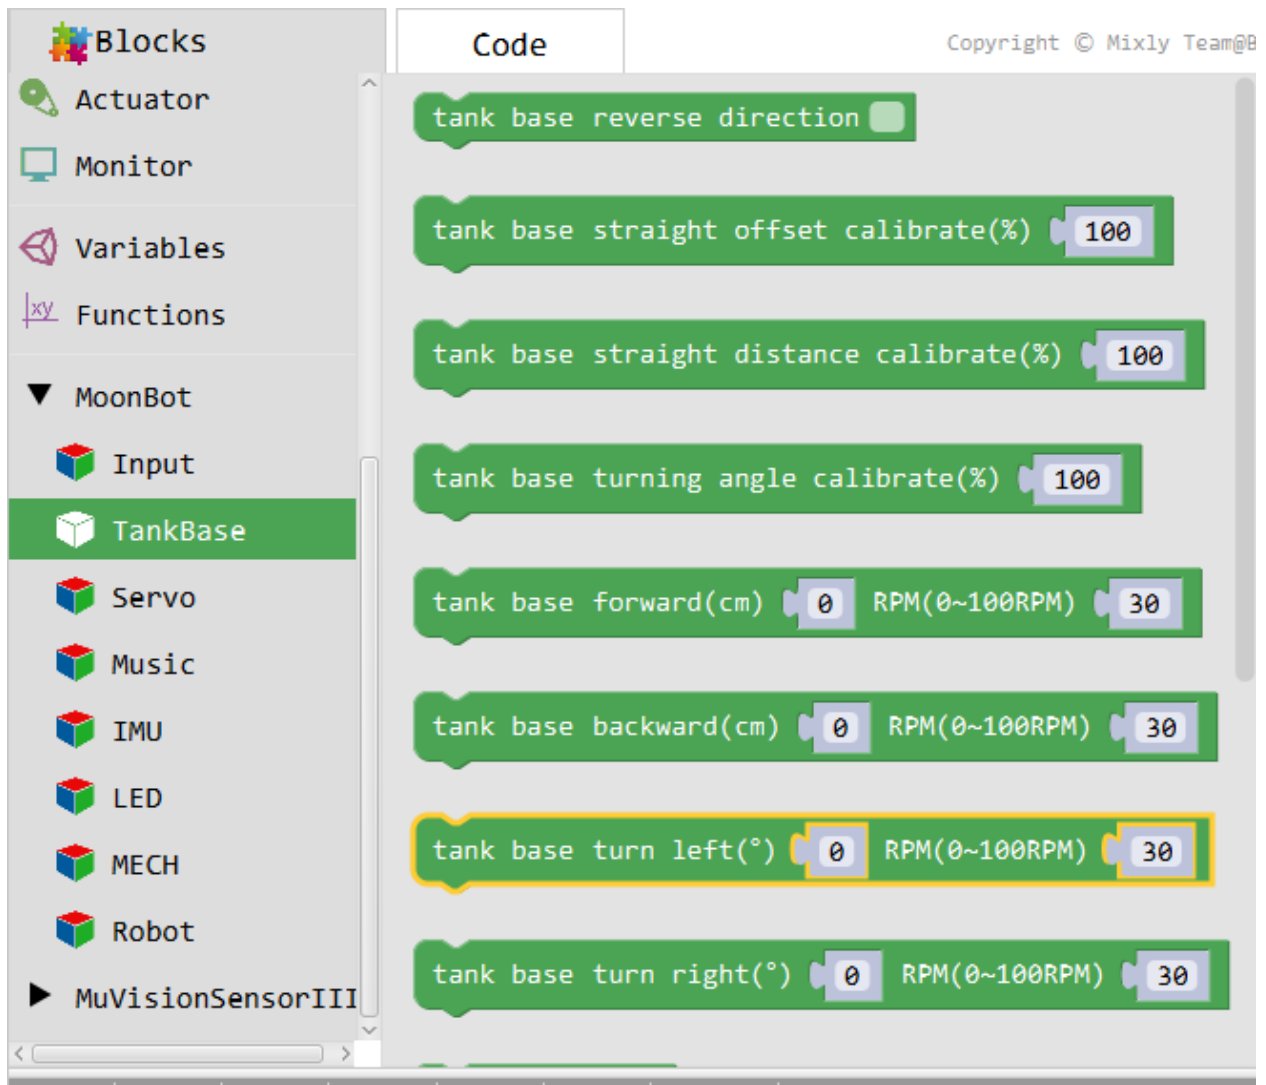 Blocks
Code
Copyright © Mixly Team@B
Actuator
Monitor
Variables
xy
Functions
MoonBot
Input
TankBase
Servo
Music
IMU
LED
MECH
Robot
MuVisionSensorIII
tank base reverse direction
tank base straight offset calibrate(%) 100
tank base straight distance calibrate(%) 100
tank base turning angle calibrate(%) 100
tank base forward(cm) 0 RPM(0~100RPM) 30
tank base backward(cm) 0 RPM(0~100RPM) 30
tank base turn left(°) 0 RPM(0~100RPM) 30
tank base turn right(°) 0 RPM(0~100RPM) 30